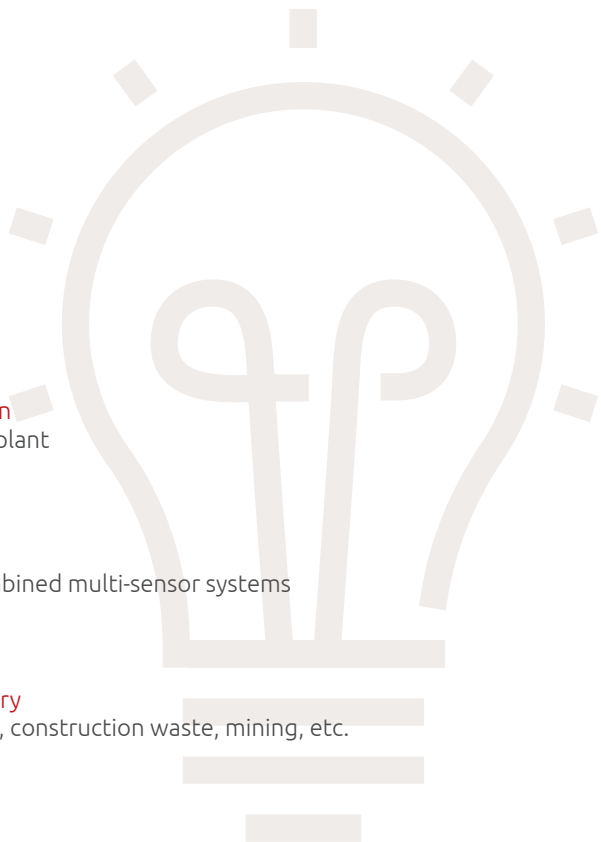 n
plant
bined multi-sensor systems
ry
, construction waste, mining, etc.